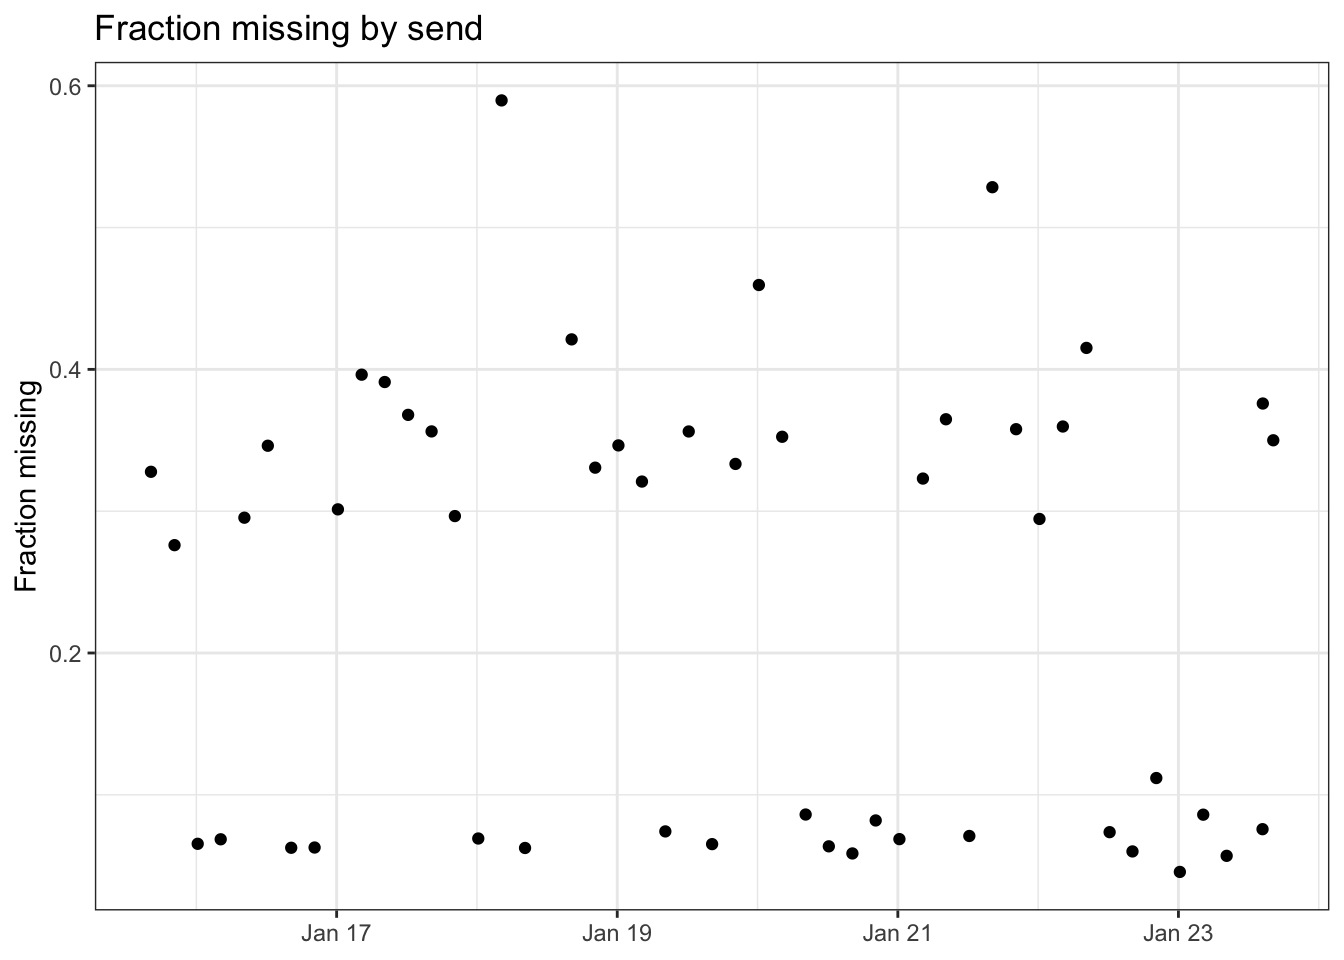 Fraction missing by send
0.6
0.4
0.2
Fraction missing
Jan 17
Jan 19
Jan 21
Jan 23